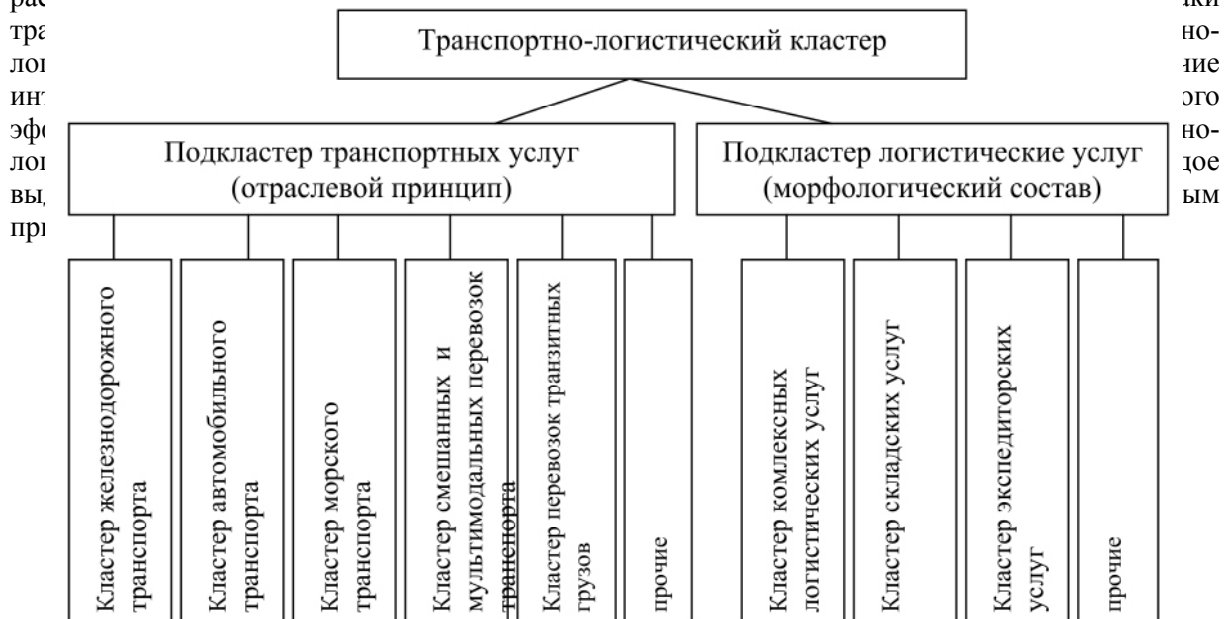 Транспортно-логистический кластер
Подкластер транспортных услуг
(отраслевой принцип)
Подкластер логистические услуг
(морфологический состав)
Кластер железнодорожного
транспорта
Кластер автомобильного
транспорта
Кластер морского
транспорта
Кластер смешанных и
мультимодальных перевозок
транспорта
Кластер перевозок транзитных
грузов
прочие
Кластер комлексных
логистических услуг
Кластер складских услуг
Кластер экспедиторских
услуг
прочие